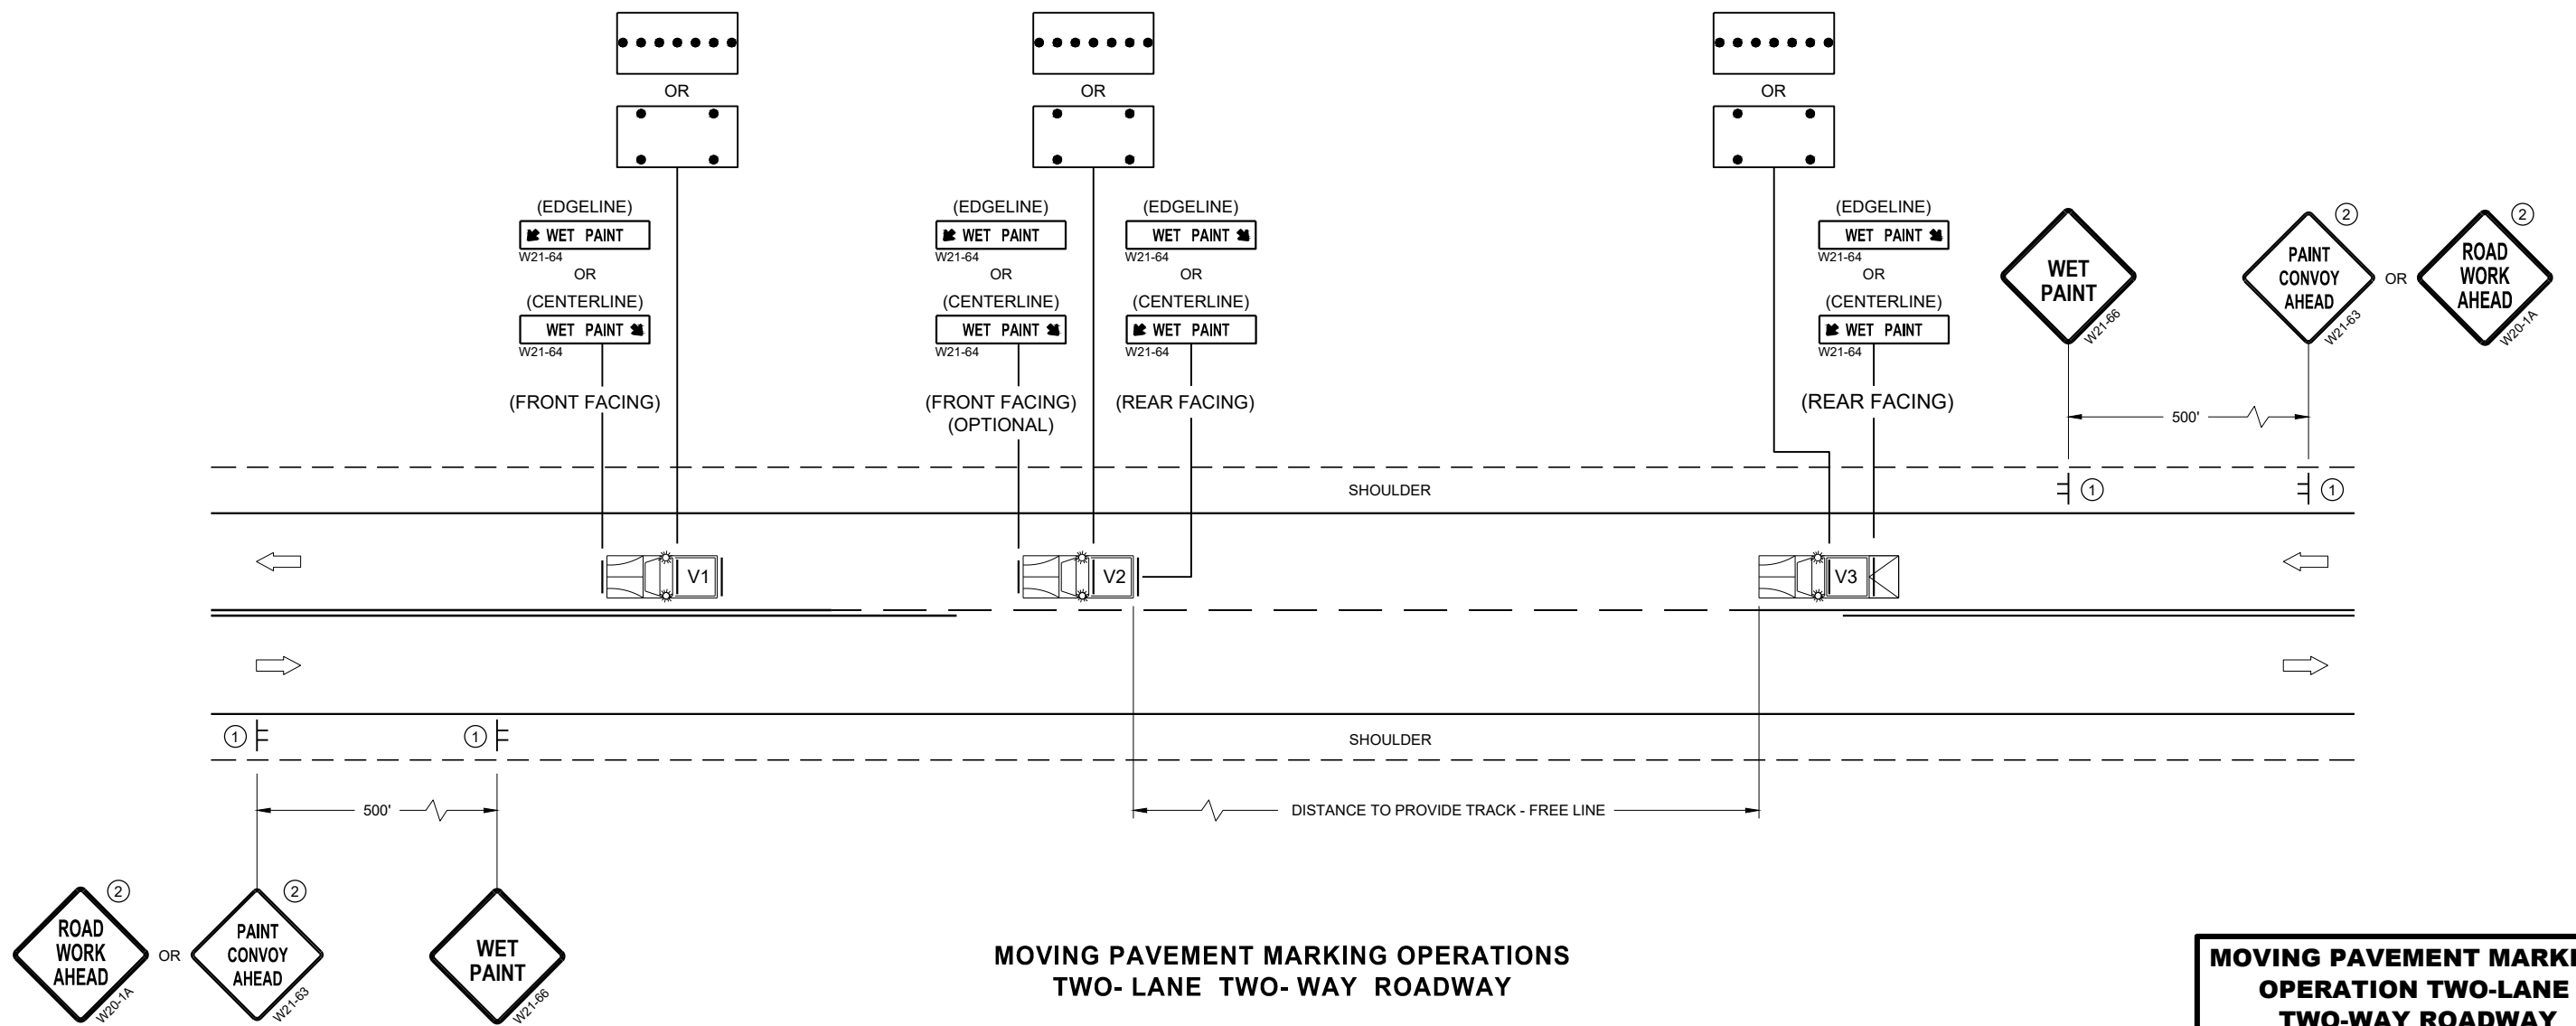 OR
OR
OR
(EDGELINE)
WET PAINT
W21-64
OR
(CENTERLINE)
WET PAINT
W21-64
(FRONT FACING)
(EDGELINE)
WET PAINT
W21-64
OR
(CENTERLINE)
WET PAINT
W21-64
(FRONT FACING)
(OPTIONAL)
(EDGELINE)
WET PAINT
W21-64
OR
(CENTERLINE)
WET PAINT
W21-64
(REAR FACING)
(EDGELINE)
WET PAINT
W21-64
OR
(CENTERLINE)
WET PAINT
W21-64
(REAR FACING)
WET
PAINT
W21-66
2
PAINT
CONVOY
AHEAD
W21-63
OR
2
ROAD
WORK
AHEAD
W20-1A
500'
SHOULDER
1
1
V1
V2
V3
1
1
SHOULDER
500'
DISTANCE TO PROVIDE TRACK - FREE LINE
2
ROAD
WORK
AHEAD
W20-1A
OR
2
PAINT
CONVOY
AHEAD
W21-63
WET
PAINT
W21-66
MOVING PAVEMENT MARKING OPERATIONS
TWO- LANE TWO- WAY ROADWAY
MOVING PAVEMENT
OPERATION TWO-LANE
TWO-WAY ROADWAY